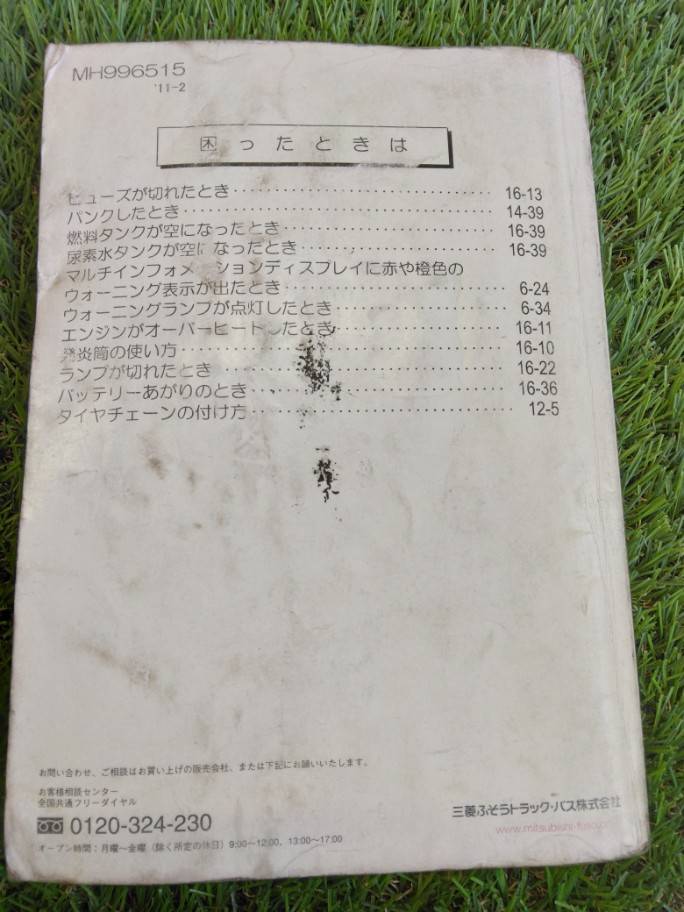 MH996515
'11-2
困ったときは
ヒューズが切れたとき 16-13
パンクしたとき 14-39
燃料タンクが空になったとき 16-39
尿素水タンクが空になったとき 16-39
マルチインフォメーションディスプレイに赤や橙色の
ウォーニング表示が出たとき 6-24
ウォーニングランプが点灯したとき 6-34
エンジンがオーバーヒートしたとき 16-11
発炎筒の使い方 16-10
ランプが切れたとき 16-22
バッテリーあがりのとき 16-36
タイヤチェーンの付け方 12-5
お問い合わせ、ご相談はお買い上げの販売会社、または下記にお願いいたします。
お客様相談センター
全国共通フリーダイヤル
0120-324-230
オープン時間：月曜～金曜（除く所定の休日）9:00～12:00、13:00～17:00
三菱ふそうトラック・バス株式会社